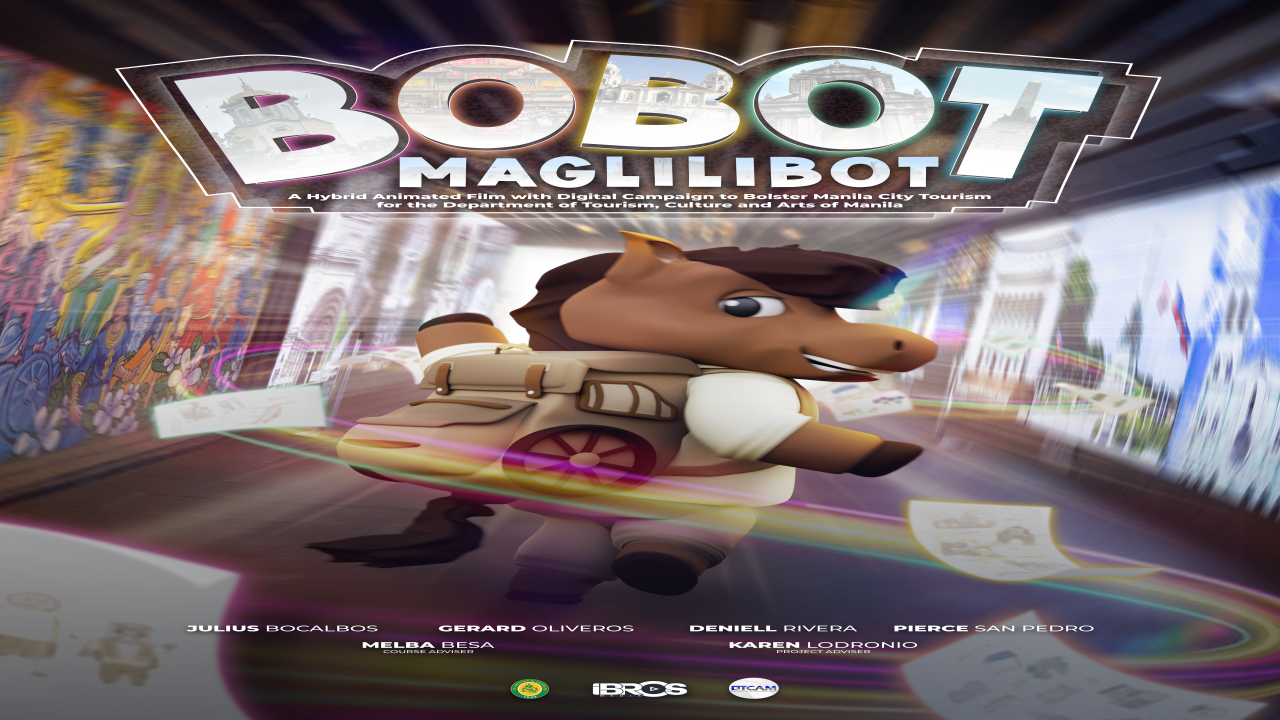 BOBOT
MAGLILIBOT
A Hybrid Animated Film with Digital Campaign to Bolster Manila City Tourism
for the Department of Tourism, Culture and Arts of Manila
JULIUS BOCALBOS GERARD OLIVEROS DENIELL RIVERA PIERCE SAN PEDRO
MELBA BESA KAREN LODRONIO
COURSE ADVISER PROJECT ADVISER
iBROS DTCAM